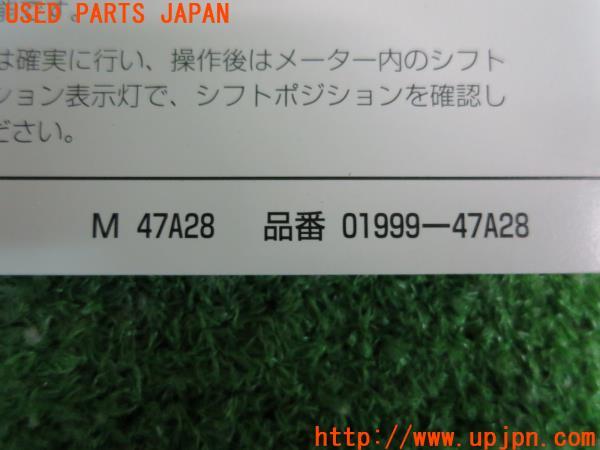 USED PARTS JAPAN
です。
は確実に行い、操作後はメーター内のシフト
ション表示灯で、シフトポジションを確認し
ださい。
M 47A28 品番 01999ー47A28
http://www.upjpn.com/